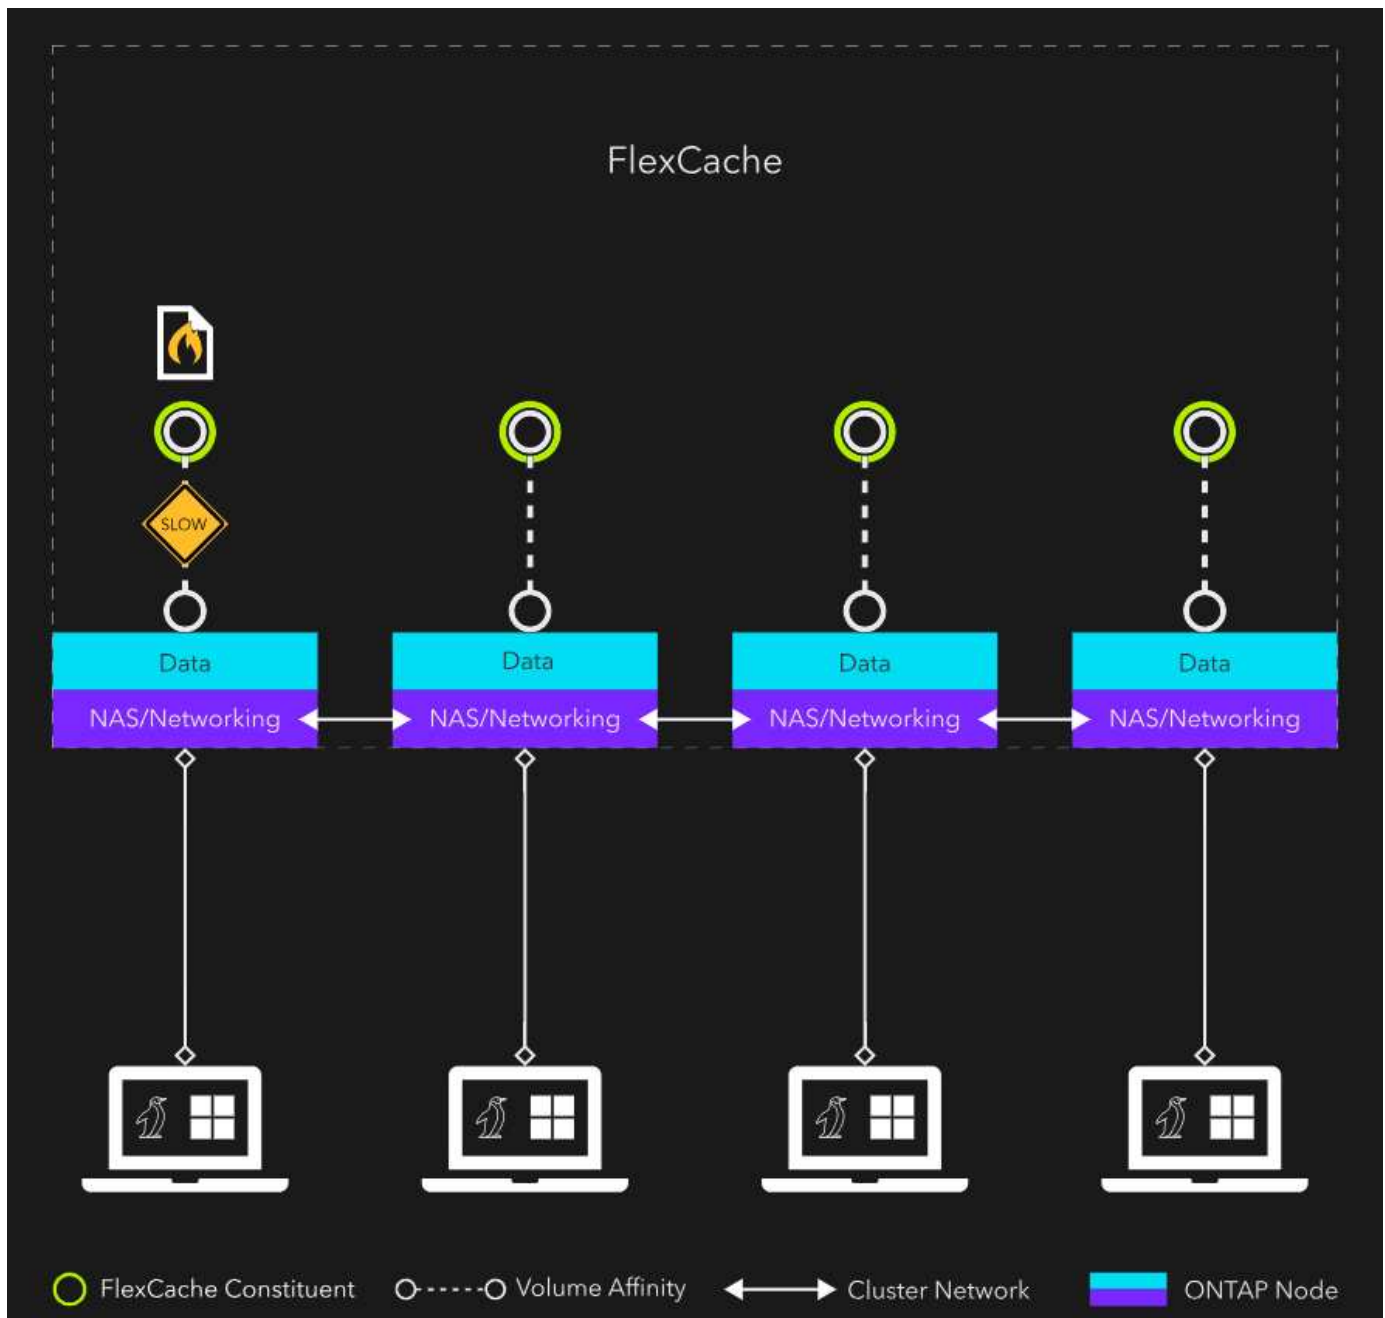 FlexCache
SLOW
Data
Data
Data
Data
NAS/Networking
NAS/Networking
NAS/Networking
NAS/Networking
FlexCache Constituent
Volume Affinity
Cluster Network
ONTAP Node